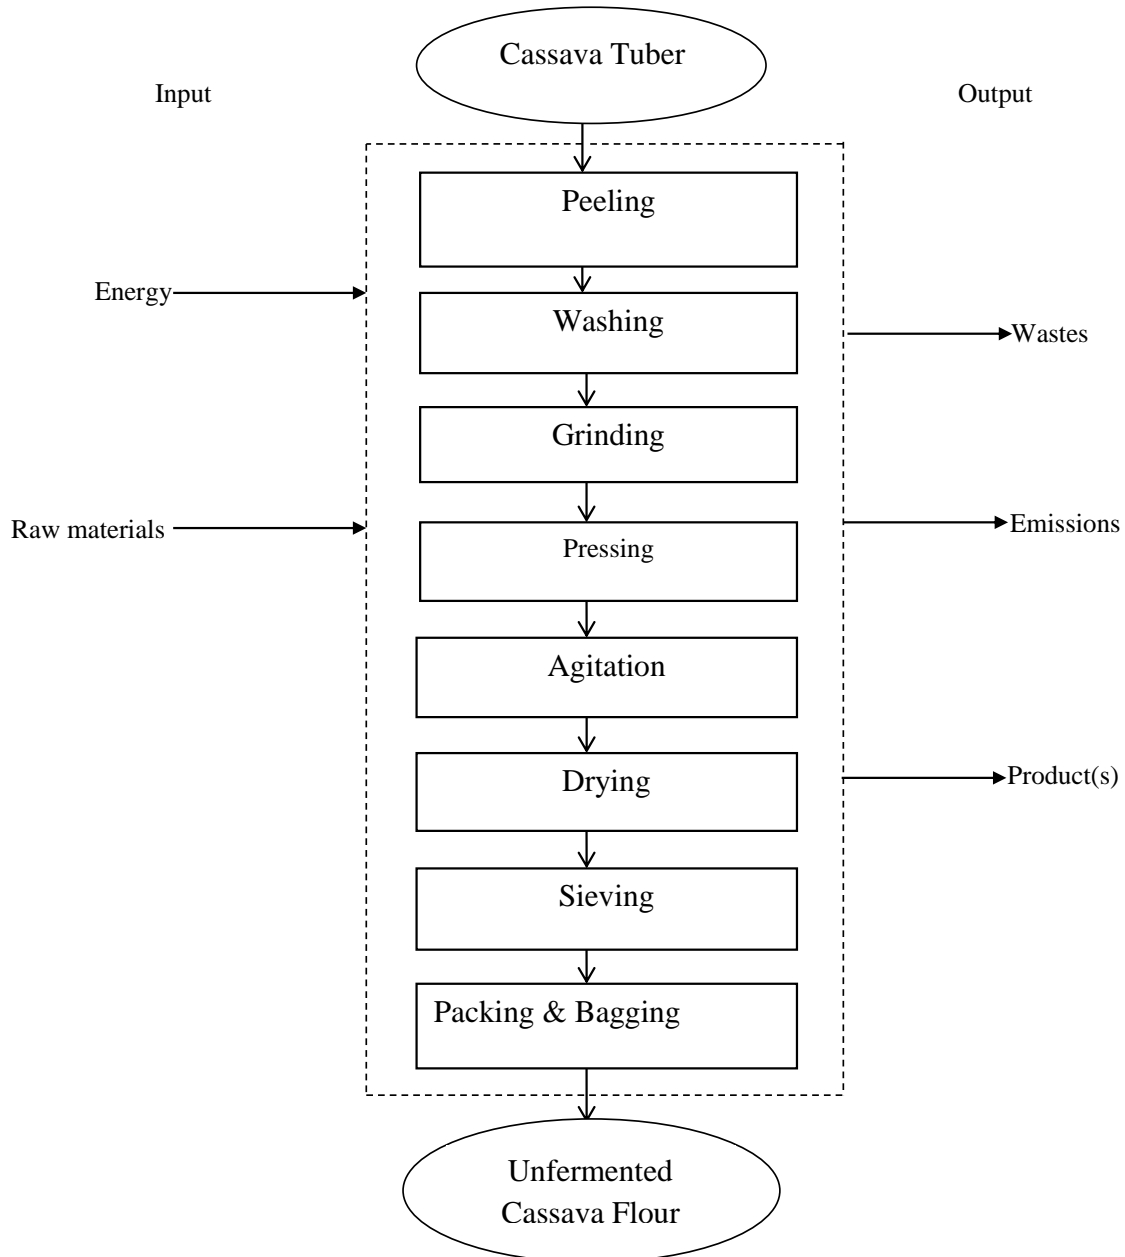 Cassava Tuber
Input
Output
Peeling
Energy
Washing
Wastes
Grinding
Raw materials
Pressing
Emissions
Agitation
Drying
Product(s)
Sieving
Packing & Bagging
Unfermented
Cassava Flour